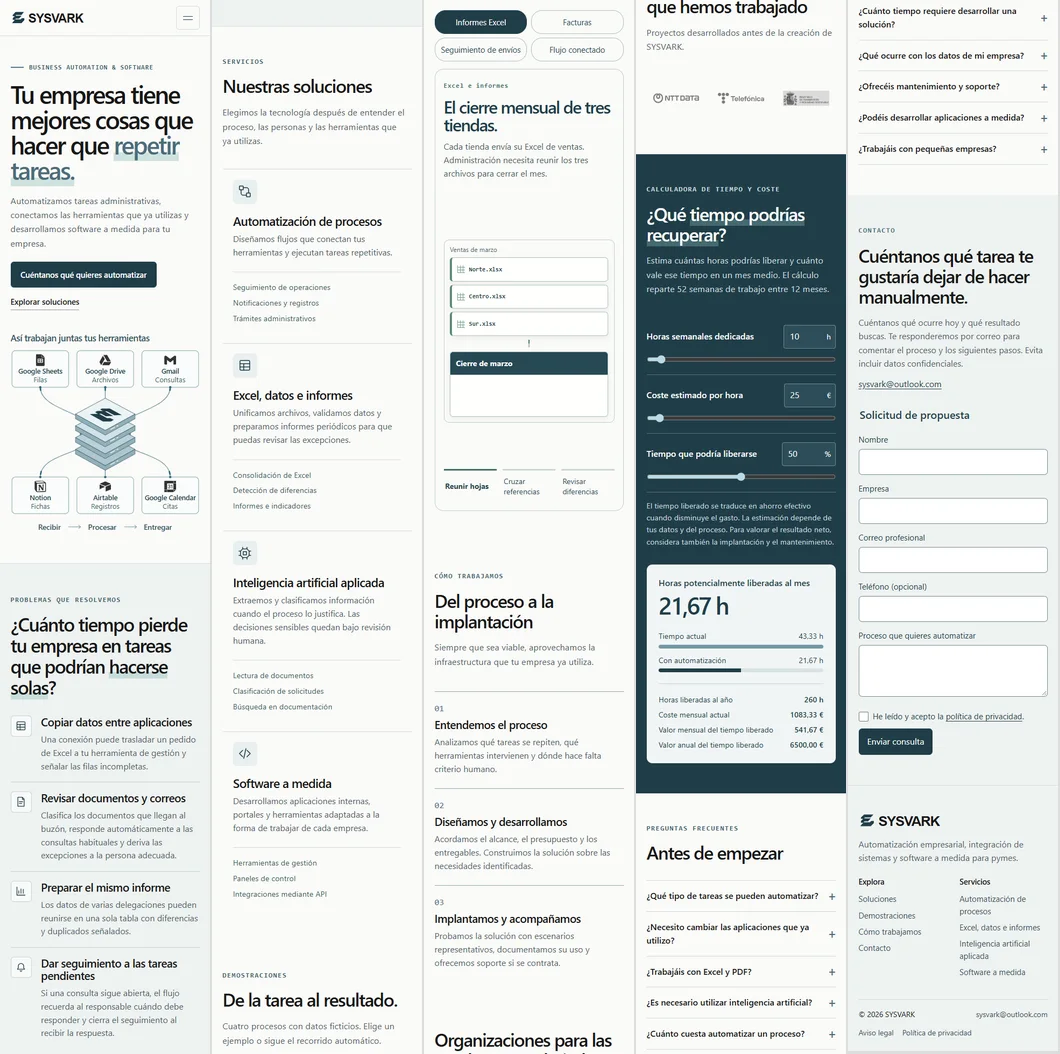 SYSVARK
BUSINESS AUTOMATION & SOFTWARE
Tu empresa tiene
mejores cosas que
hacer que repetir
tareas.
Automatizamos tareas administrativas,
conectamos las herramientas que ya utilizas y
desarrollamos software a medida para tu
empresa.
Cuéntanos qué quieres automatizar
Explorar soluciones
Así trabajan juntas tus herramientas
Google Sheets
Filas
Google Drive
Archivos
Gmail
Consultas
Notion
Fichas
Airtable
Registros
Google Calendar
Citas
Recibir → Procesar → Entregar
PROBLEMAS QUE RESOLVEMOS
¿Cuánto tiempo pierde
tu empresa en tareas
que podrían hacerse
solas?
Copiar datos entre aplicaciones
Una conexión puede trasladar un pedido
de Excel a tu herramienta de gestión y
señalar las filas incompletas.
Revisar documentos y correos
Clasifica los documentos que llegan al
buzón, responde automáticamente a las
consultas habituales y deriva las
excepciones a la persona adecuada.
Preparar el mismo informe
Los datos de varias delegaciones pueden
reunirse en una sola tabla con diferencias
y duplicados señalados.
Dar seguimiento a las tareas
pendientes
Si una consulta sigue abierta, el flujo
recuerda al responsable cuándo debe
responder y cierra el seguimiento al
recibir la respuesta.
SERVICIOS
Nuestras soluciones
Elegimos la tecnología después de entender el
proceso, las personas y las herramientas que
ya utilizas.
Automatización de procesos
Diseñamos flujos que conectan tus
herramientas y ejecutan tareas repetitivas.
Seguimiento de operaciones
Notificaciones y registros
Trámites administrativos
Excel, datos e informes
Unificamos archivos, validamos datos y
preparamos informes periódicos para que
puedas revisar las excepciones.
Consolidación de Excel
Detección de diferencias
Informes e indicadores
Inteligencia artificial aplicada
Extraemos y clasificamos información
cuando el proceso lo justifica. Las
decisiones sensibles quedan bajo revisión
humana.
Lectura de documentos
Clasificación de solicitudes
Búsqueda en documentación
Software a medida
Desarrollamos aplicaciones internas,
portales y herramientas adaptadas a la
forma de trabajar de cada empresa.
Herramientas de gestión
Paneles de control
Integraciones mediante API
DEMOSTRACIONES
De la tarea al resultado.
Cuatro procesos con datos ficticios. Elige un
ejemplo o sigue el recorrido automático.
Informes Excel
Facturas
Seguimiento de envíos
Flujo conectado
Excel e informes
El cierre mensual de tres
tiendas.
Cada tienda envía su Excel de ventas.
Administración necesita reunir los tres
archivos para cerrar el mes.
Ventas de marzo
Norte.xlsx
Centro.xlsx
Sur.xlsx
Cierre de marzo
Reunir hojas
Cruzar
referencias
Revisar
diferencias
CÓMO TRABAJAMOS
Del proceso a la
implantación
Siempre que sea viable, aprovechamos la
infraestructura que tu empresa ya utiliza.
01
Entendemos el proceso
Analizamos qué tareas se repiten, qué
herramientas intervienen y dónde hace falta
criterio humano.
02
Diseñamos y desarrollamos
Acordamos el alcance, el presupuesto y los
entregables. Construimos la solución sobre las
necesidades identificadas.
03
Implantamos y acompañamos
Probamos la solución con escenarios
representativos, documentamos su uso y
ofrecemos soporte si se contrata.
Organizaciones para las
que hemos trabajado
Proyectos desarrollados antes de la creación de
SYSVARK.
NTT DATA
Telefónica
CALCULADORA DE TIEMPO Y COSTE
¿Qué tiempo podrías
recuperar?
Estima cuántas horas podrías liberar y cuánto
vale ese tiempo en un mes medio. El cálculo
reparte 52 semanas de trabajo entre 12 meses.
Horas semanales dedicadas
10 h
Coste estimado por hora
25 €
Tiempo que podría liberarse
50 %
El tiempo liberado se traduce en ahorro efectivo
cuando disminuye el gasto. La estimación depende de
tus datos y del proceso. Para valorar el resultado neto,
considera también la implantación y el mantenimiento.
Horas potencialmente liberadas al mes
21,67 h
Tiempo actual 43,33 h
Con automatización 21,67 h
Horas liberadas al año 260 h
Coste mensual actual 1083,33 €
Valor mensual del tiempo liberado 541,67 €
Valor anual del tiempo liberado 6500,00 €
PREGUNTAS FRECUENTES
Antes de empezar
¿Qué tipo de tareas se pueden automatizar? +
¿Necesito cambiar las aplicaciones que ya
utilizo? +
¿Trabajáis con Excel y PDF? +
¿Es necesario utilizar inteligencia artificial? +
¿Cuánto cuesta automatizar un proceso? +
¿Cuánto tiempo requiere desarrollar una
solución? +
¿Qué ocurre con los datos de mi empresa? +
¿Ofrecéis mantenimiento y soporte? +
¿Podéis desarrollar aplicaciones a medida? +
¿Trabajáis con pequeñas empresas? +
CONTACTO
Cuéntanos qué tarea te
gustaría dejar de hacer
manualmente.
Cuéntanos qué ocurre hoy y qué resultado
buscas. Te responderemos por correo para
comentar el proceso y los siguientes pasos. Evita
incluir datos confidenciales.
sysvark@outlook.com
Solicitud de propuesta
Nombre
Empresa
Correo profesional
Teléfono (opcional)
Proceso que quieres automatizar
He leído y acepto la política de privacidad.
Enviar consulta
SYSVARK
Automatización empresarial, integración de
sistemas y software a medida para pymes.
Explora
Soluciones
Demostraciones
Cómo trabajamos
Contacto
Servicios
Automatización de
procesos
Excel, datos e informes
Inteligencia artificial
aplicada
Software a medida
© 2026 SYSVARK
sysvark@outlook.com
Aviso legal
Política de privacidad